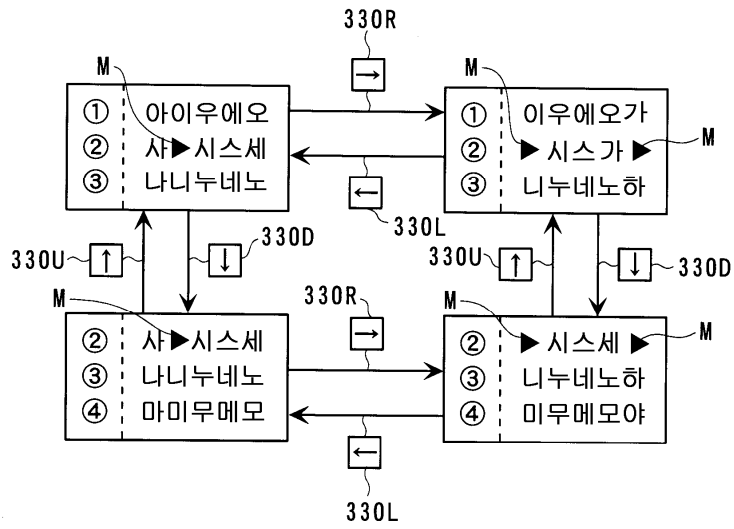 330R
M → M
① 아이우에오
② 사▶시스세
③ 나니누네노
① 이우에오가
② ▶시스가▶
③ 니누네노하
M
←
330L
330U ↑ ↓ 330D
330U ↑ ↓ 330D
M 330R M
→
M
② 사▶시스세
③ 나니누네노
④ 마미무메모
② ▶시스세▶
③ 니누네노하
④ 미무메모야
←
330L